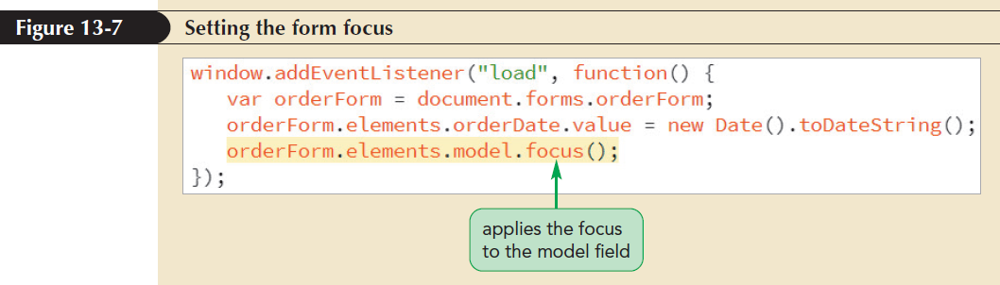 Figure 13-7
Setting the form focus
window.addEventListener("load", function() {
   var orderForm = document.forms.orderForm;
   orderForm.elements.orderDate.value = new Date().toDateString();
   orderForm.elements.model.focus();
});
applies the focus
to the model field